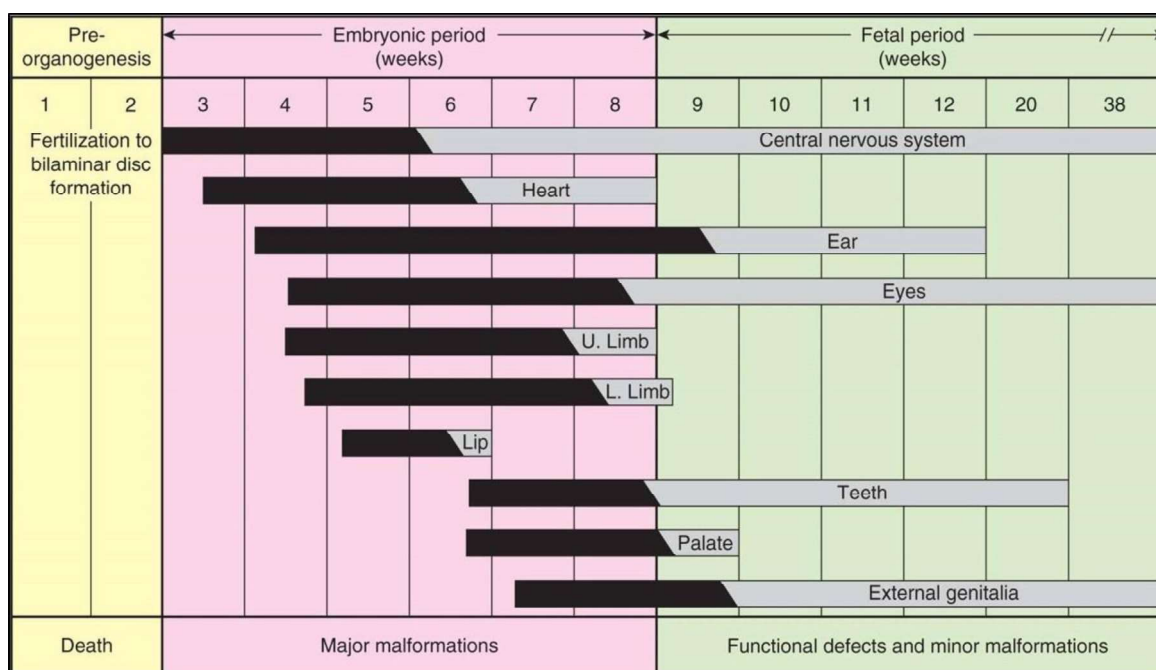 Pre-
organogenesis
Embryonic period
(weeks)
Fetal period
(weeks)
1 2 3 4 5 6 7 8 9 10 11 12 20 38
Fertilization to
bilaminar disc
formation
Central nervous system
Heart
Ear
Eyes
U. Limb
L. Limb
Lip
Teeth
Palate
External genitalia
Death Major malformations Functional defects and minor malformations